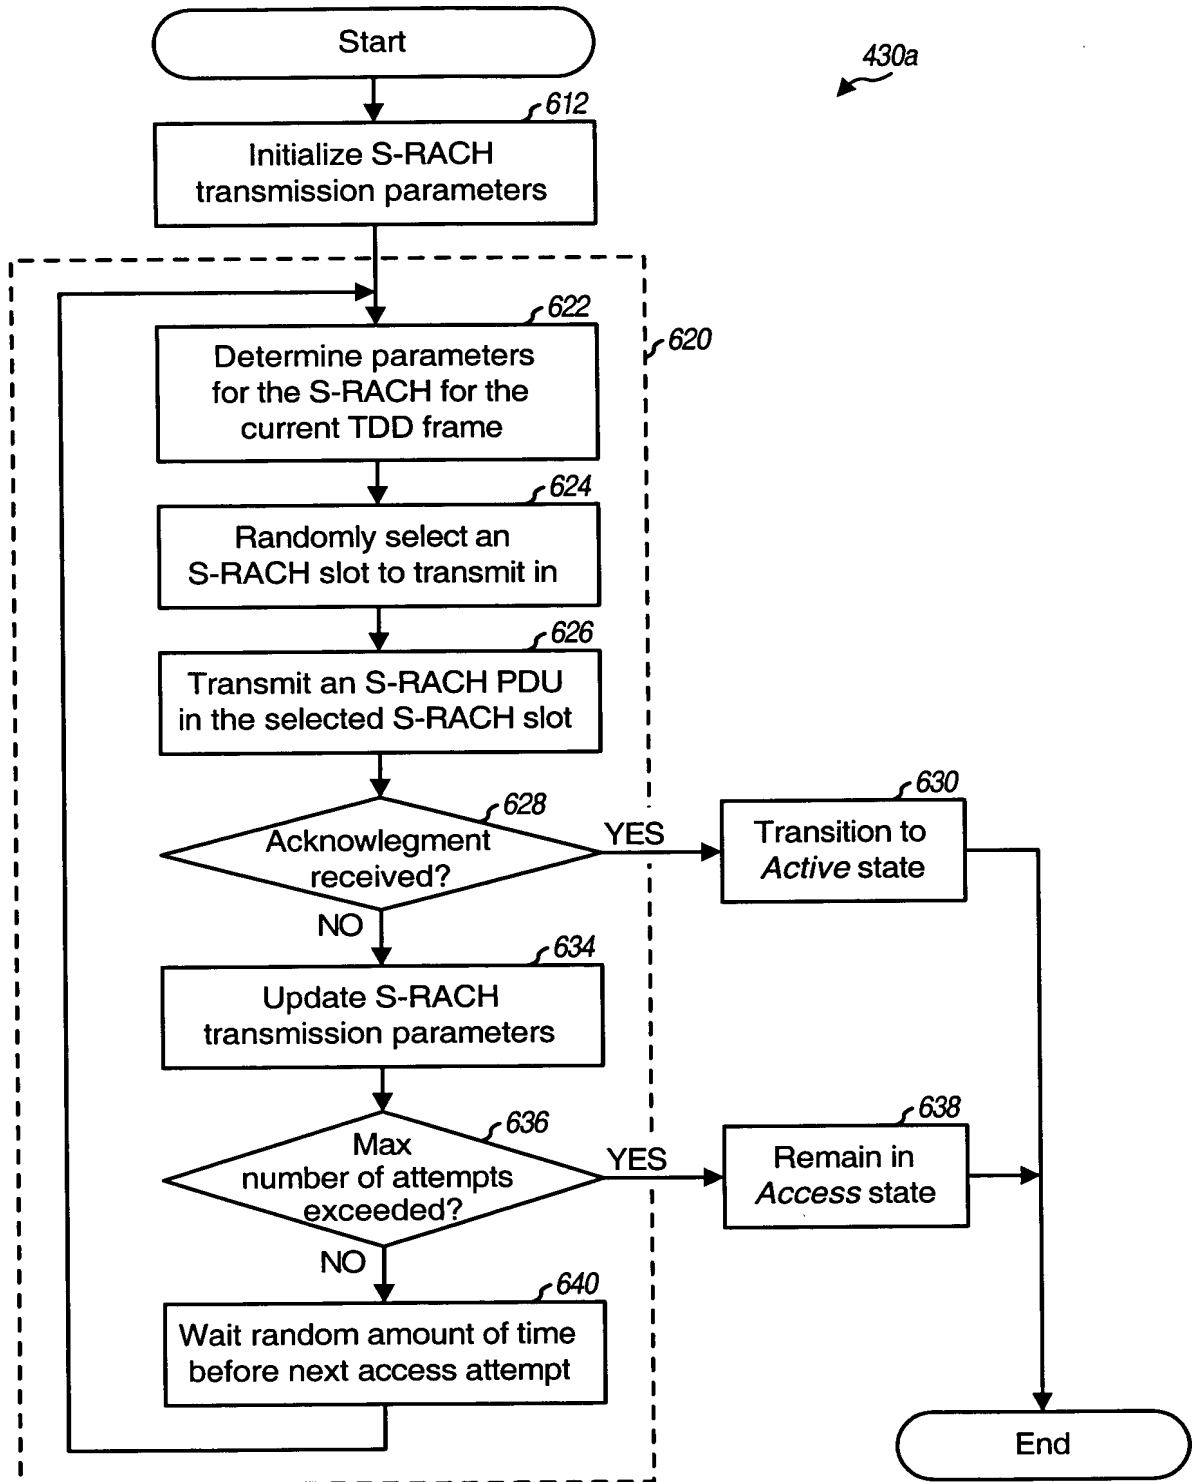 Start
430a
612
Initialize S-RACH
transmission parameters
622
Determine parameters
for the S-RACH for the
current TDD frame
620
624
Randomly select an
S-RACH slot to transmit in
626
Transmit an S-RACH PDU
in the selected S-RACH slot
628
Acknowlegment
received?
YES
630
Transition to
Active state
NO
634
Update S-RACH
transmission parameters
636
Max
number of attempts
exceeded?
YES
638
Remain in
Access state
NO
640
Wait random amount of time
before next access attempt
End